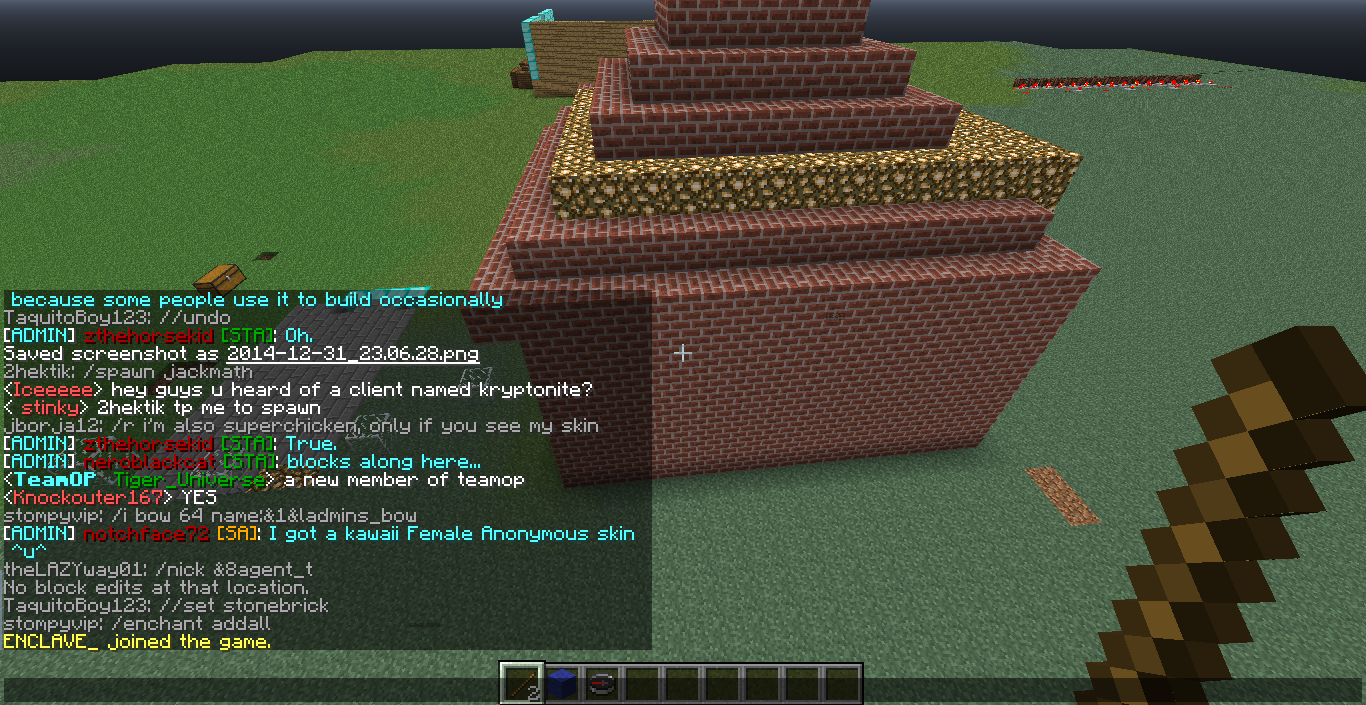 because some people use it to build occasionally
TaquitoBoy123: //undo
[ADMIN] zthehorsekid [STA]: Oh.
Saved screenshot as 2014-12-31_23.06.28.png
2hektik: /spawn jackmath
<Iceeeee> hey guys u heard of a client named kryptonite?
< stinky> 2hektik tp me to spawn
jborja12: /r i'm also superchicken, only if you see my skin
[ADMIN] zthehorsekid [STA]: True.
[ADMIN] nenoblackcat [STA]: blocks along here...
<TeamOP Tiger_Universe> a new member of teamop
<Knockouter167> YES
stompyvip: /i bow 64 name:&1&ladmins_bow
[ADMIN] notchface72 [SA]: I got a kawaii Female Anonymous skin
^u^
theLAZYway01: /nick &8agent_t
No block edits at that location.
TaquitoBoy123: //set stonebrick
stompyvip: /enchant addall
ENCLAVE_ joined the game.
2